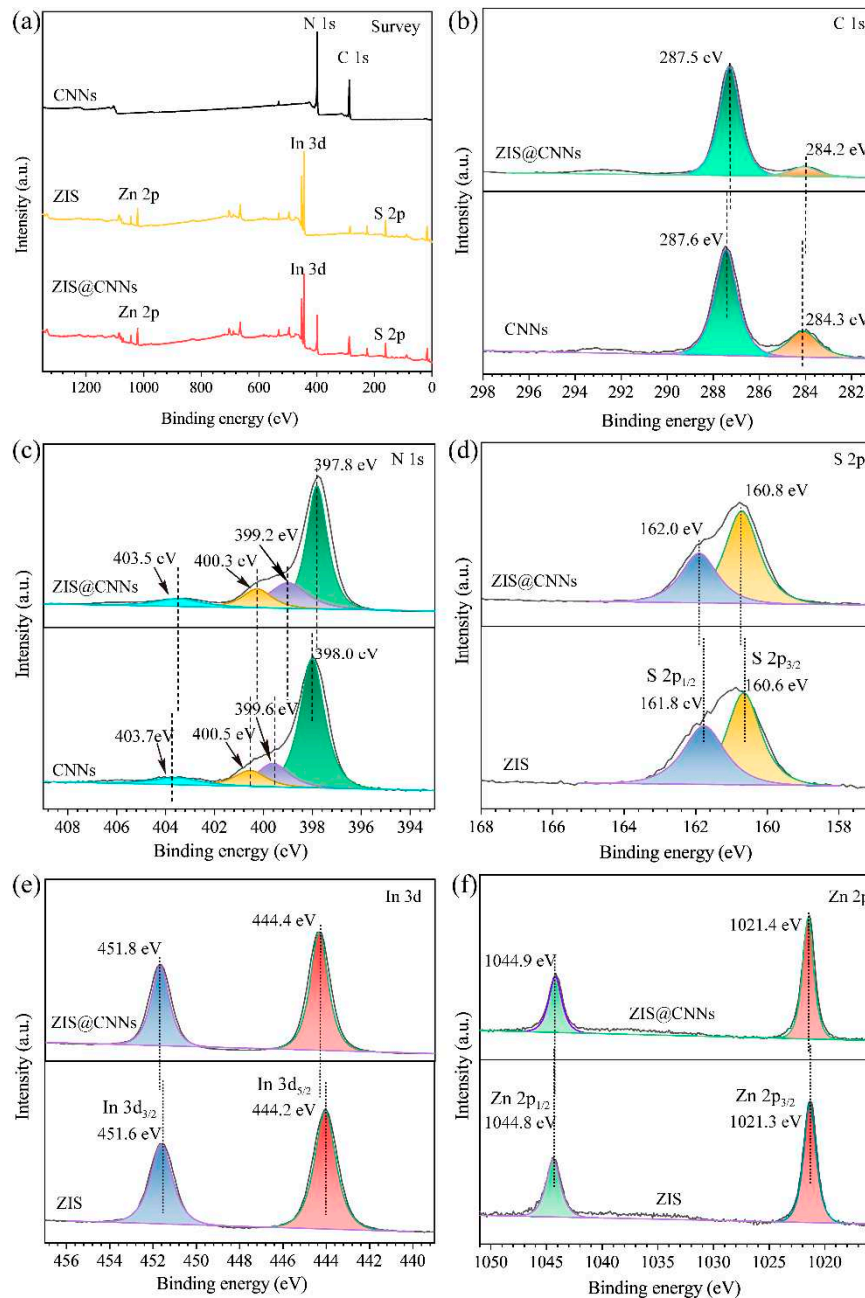 (a)
N 1s
Survey
C 1s
CNNs
In 3d
ZIS
Zn 2p
S 2p
In 3d
ZIS@CNNs
Zn 2p
S 2p
Intensity (a.u.)
1200 1000 800 600 400 200 0
Binding energy (eV)
(b)
C 1s
287.5 eV
ZIS@CNNs
284.2 eV
287.6 eV
284.3 eV
CNNs
Intensity (a.u.)
298 296 294 292 290 288 286 284 282
Binding energy (eV)
(c)
N 1s
397.8 eV
399.2 eV
400.3 eV
403.5 eV
ZIS@CNNs
398.0 eV
399.6 eV
400.5 eV
403.7eV
CNNs
Intensity (a.u.)
408 406 404 402 400 398 396 394
Binding energy (eV)
(d)
S 2p
160.8 eV
162.0 eV
ZIS@CNNs
S 2p3/2
S 2p1/2
160.6 eV
161.8 eV
ZIS
Intensity (a.u.)
168 166 164 162 160 158
Binding energy (eV)
(e)
In 3d
444.4 eV
451.8 eV
ZIS@CNNs
In 3d5/2
In 3d3/2
444.2 eV
451.6 eV
ZIS
Intensity (a.u.)
456 454 452 450 448 446 444 442 440
Binding energy (eV)
(f)
Zn 2p
1021.4 eV
1044.9 eV
ZIS@CNNs
Zn 2p1/2
Zn 2p3/2
1044.8 eV
1021.3 eV
ZIS
Intensity (a.u.)
1050 1045 1040 1035 1030 1025 1020
Binding energy (eV)